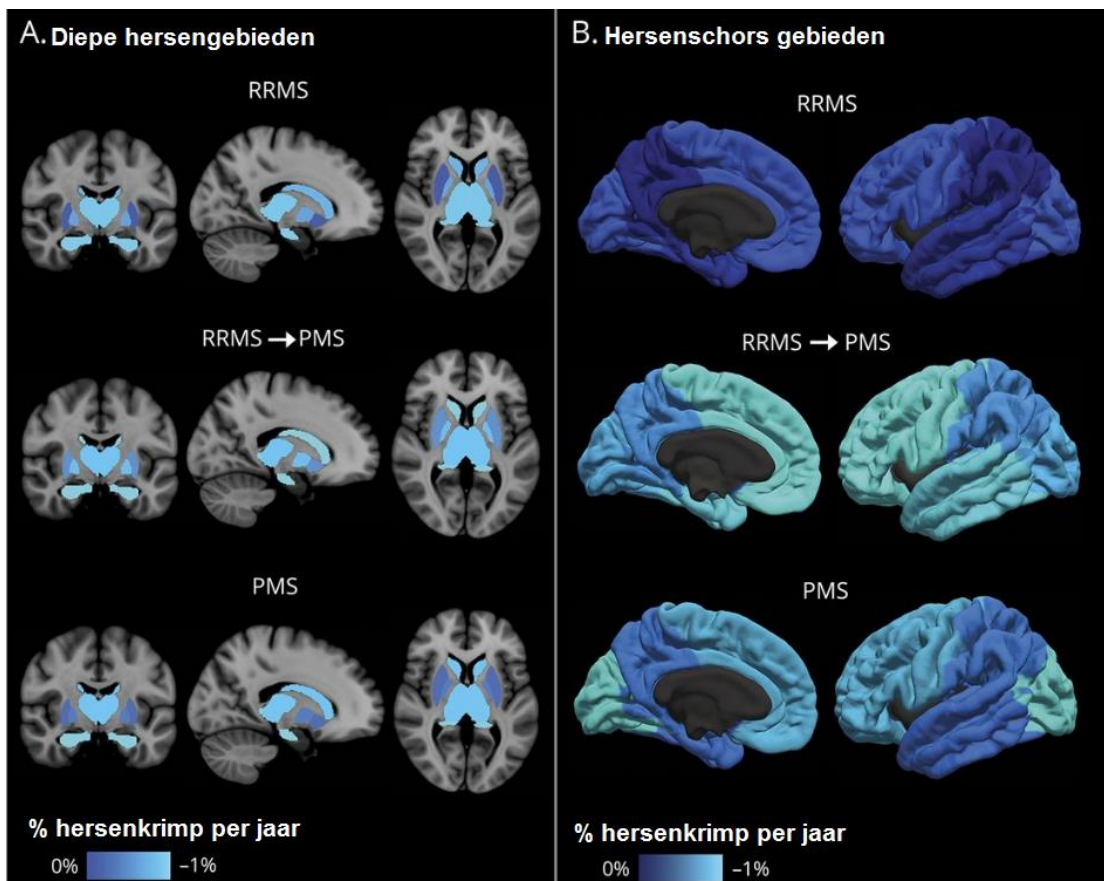 A. Diepe hersengebieden
RRMS
RRMS → PMS
PMS
% hersenkrimp per jaar
0% –1%
B. Hersenschors gebieden
RRMS
RRMS → PMS
PMS
% hersenkrimp per jaar
0% –1%